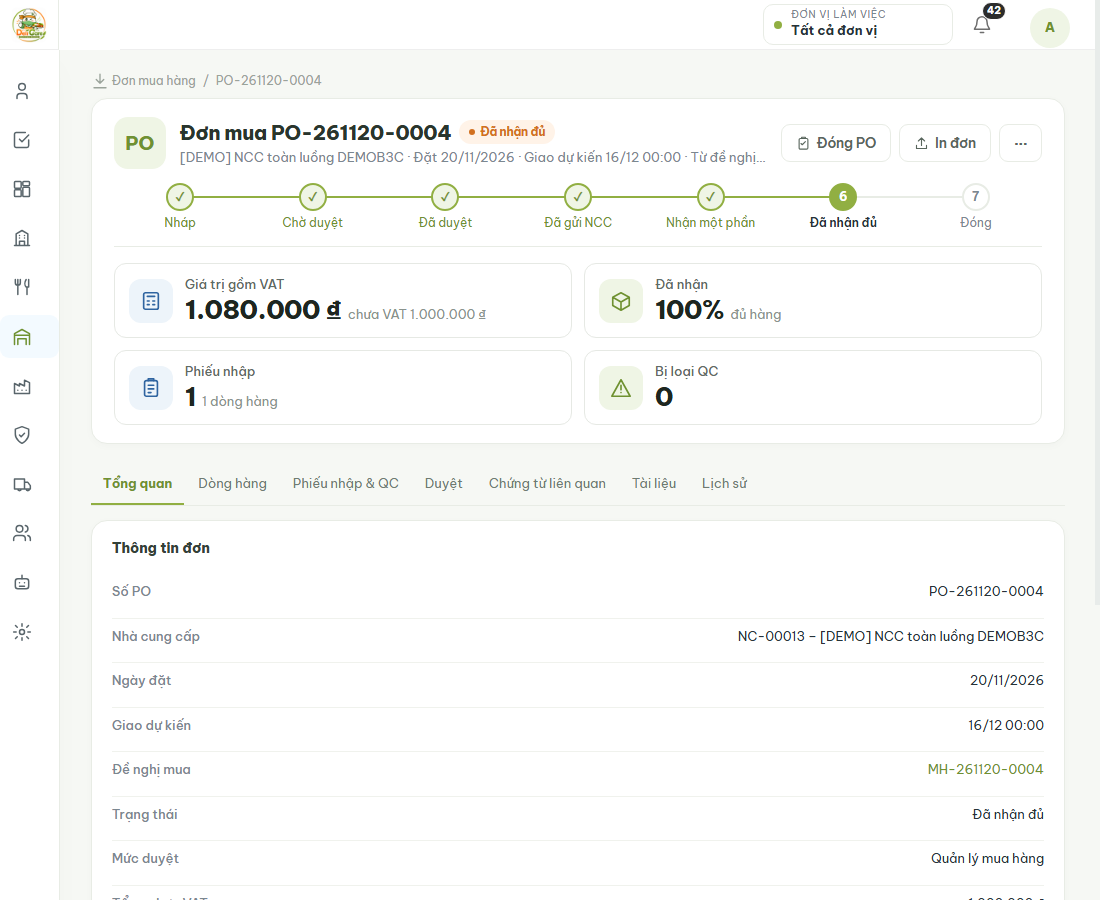 ĐƠN VỊ LÀM VIỆC
Tất cả đơn vị
42
A
Đơn mua hàng / PO-261120-0004
PO
Đơn mua PO-261120-0004
Đã nhận đủ
[DEMO] NCC toàn luồng DEMOB3C · Đặt 20/11/2026 · Giao dự kiến 16/12 00:00 · Từ đề nghị...
Đóng PO
In đơn
...
6
7
Nháp
Chờ duyệt
Đã duyệt
Đã gửi NCC
Nhận một phần
Đã nhận đủ
Đóng
Giá trị gồm VAT
1.080.000 ₫ chưa VAT 1.000.000 ₫
Đã nhận
100% đủ hàng
Phiếu nhập
1 1 dòng hàng
Bị loại QC
0
Tổng quan
Dòng hàng
Phiếu nhập & QC
Duyệt
Chứng từ liên quan
Tài liệu
Lịch sử
Thông tin đơn
Số PO
PO-261120-0004
Nhà cung cấp
NC-00013 – [DEMO] NCC toàn luồng DEMOB3C
Ngày đặt
20/11/2026
Giao dự kiến
16/12 00:00
Đề nghị mua
MH-261120-0004
Trạng thái
Đã nhận đủ
Mức duyệt
Quản lý mua hàng